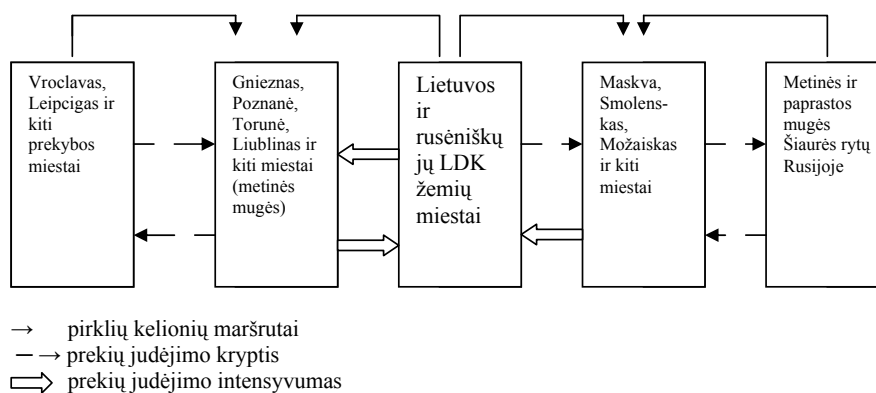 Vroclavas,
Leipcigas ir
kiti
prekybos
miestai
Gnieznas,
Poznanė,
Torunė,
Liublinas ir
kiti miestai
(metinės
mugės)
Lietuvos
ir
rusėniškų
jų LDK
žemių
miestai
Maskva,
Smolens-
kas,
Možaiskas
ir kiti
miestai
Metinės ir
paprastos
mugės
Šiaurės rytų
Rusijoje
→ pirklių kelionių maršrutai
– → prekių judėjimo kryptis
⇨ prekių judėjimo intensyvumas